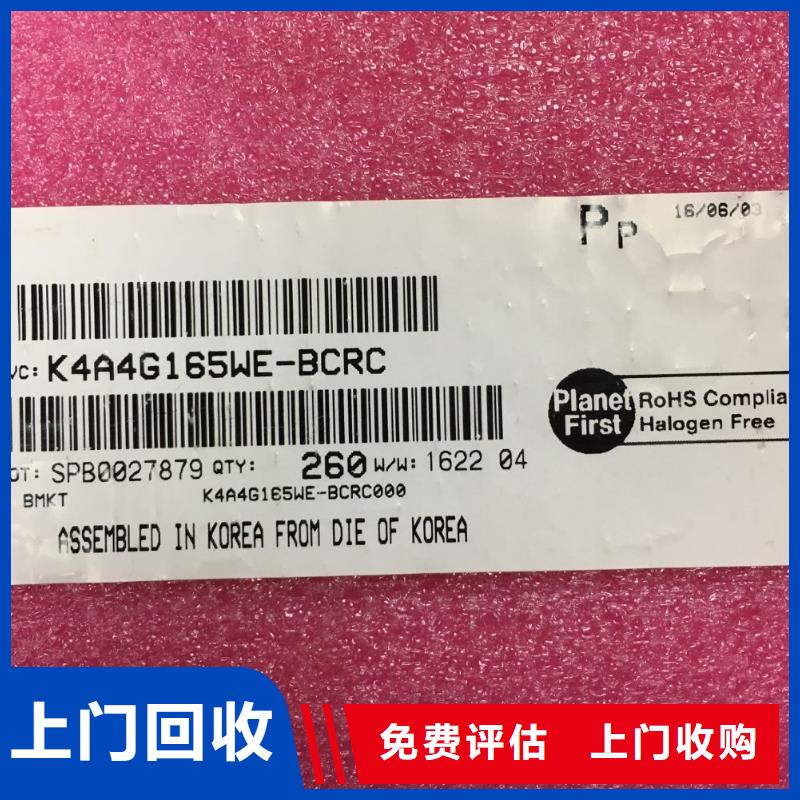 Pp 16/06/03
VC: K4A4G165WE-BCRC
Planet First
RoHS Complia
Halogen Free
OT: SPB0027879 QTY: 260 W/W: 1622 04
BMKT K4A4G165WE-BCRC000
ASSEMBLED IN KOREA FROM DIE OF KOREA
上门回收
免费评估 上门收购